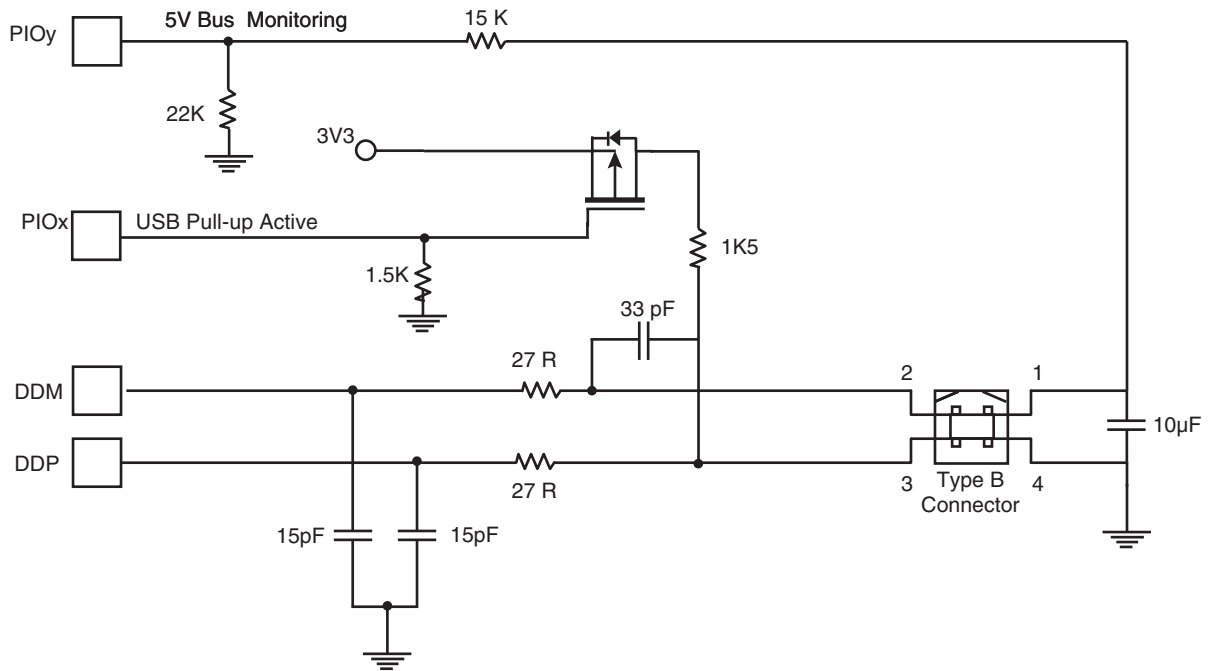 5V Bus Monitoring
15 K
PIOy
22K
3V3
PIOx
USB Pull-up Active
1K5
1.5K
33 pF
27 R
2
1
DDM
10µF
DDP
27 R
3
4
Type B
Connector
15pF
15pF